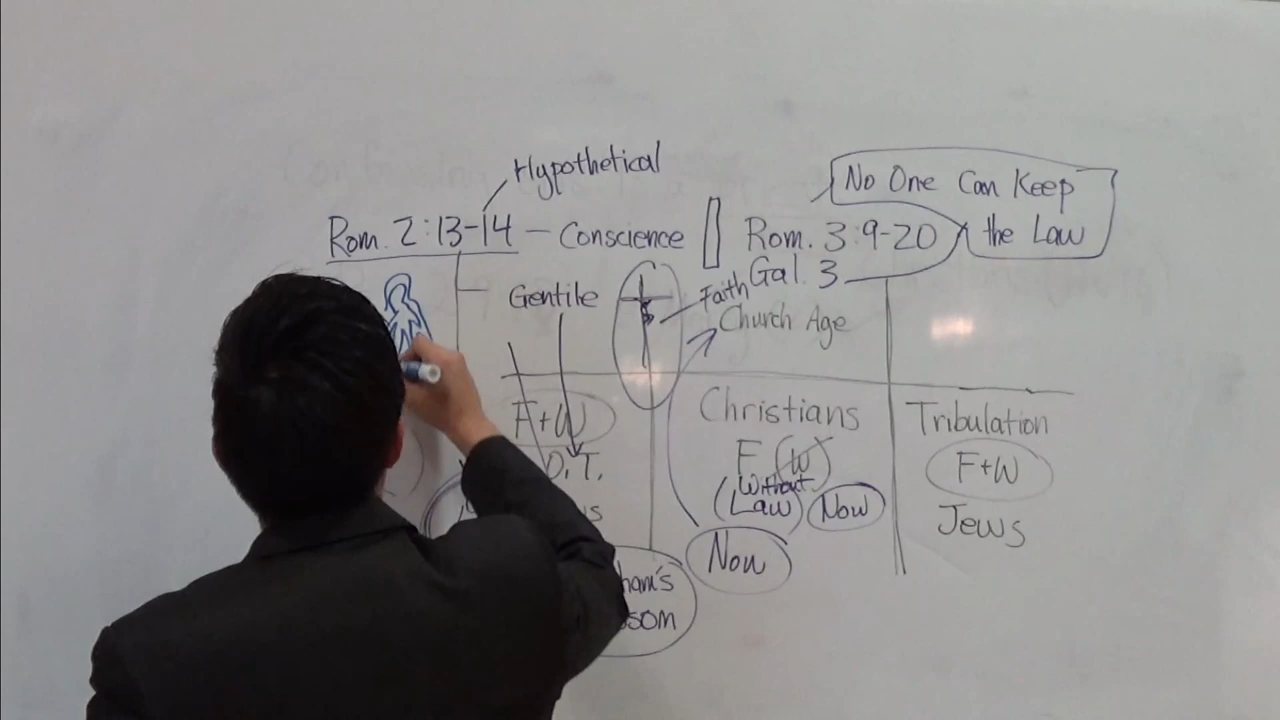 Hypothetical
No One Can Keep
the Law
Rom. 2:13-14 — Conscience
Rom. 3:9-20
Gal. 3
Gentile
Faith
Church Age
F+W
O.T.
Christians
F (W)
(Without
Law)
Now
Now
Tribulation
F+W
Jews
ham's
som